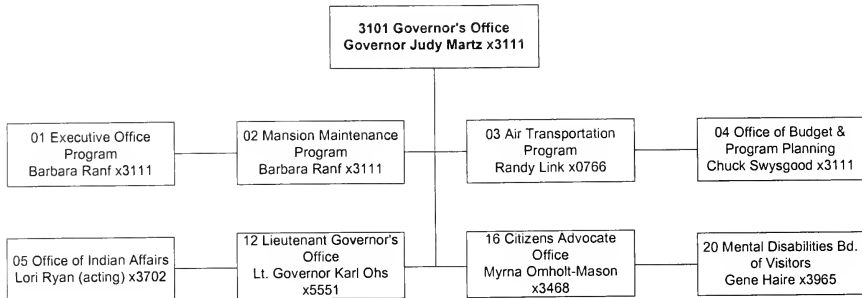 3101 Governor's Office
Governor Judy Martz x3111
01 Executive Office
Program
Barbara Ranf x3111
02 Mansion Maintenance
Program
Barbara Ranf x3111
03 Air Transportation
Program
Randy Link x0766
04 Office of Budget &
Program Planning
Chuck Swysgood x3111
05 Office of Indian Affairs
Lori Ryan (acting) x3702
12 Lieutenant Governor's
Office
Lt. Governor Karl Ohs
x5551
16 Citizens Advocate
Office
Myrna Omholt-Mason
x3468
20 Mental Disabilities Bd.
of Visitors
Gene Haire x3965